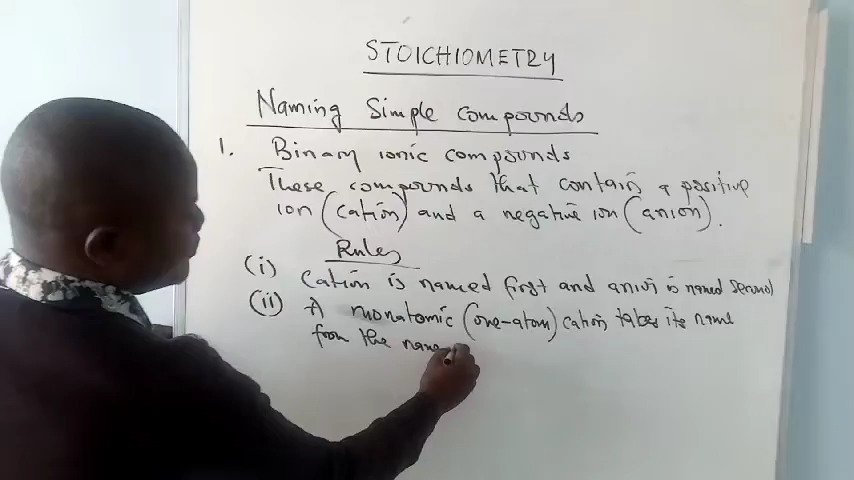 STOICHIOMETRY
Naming Simple compounds
1. Binary ionic compounds
These compounds that contain a positive
ion (cation) and a negative ion (anion).
Rules
(i) Cation is named first and anion is named second
(ii) A monatomic (one-atom) cation takes its name
from the name